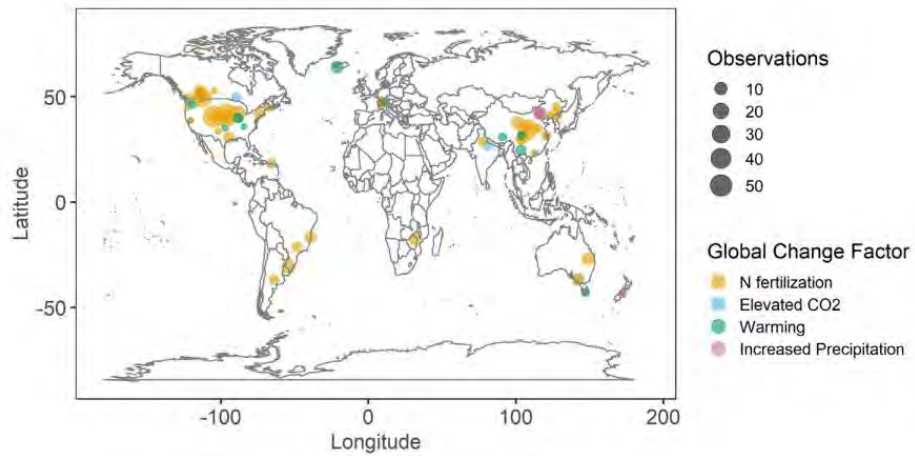 50
0
-50
Latitude
-100
0
100
200
Longitude
Observations
10
20
30
40
50
Global Change Factor
N fertilization
Elevated CO2
Warming
Increased Precipitation